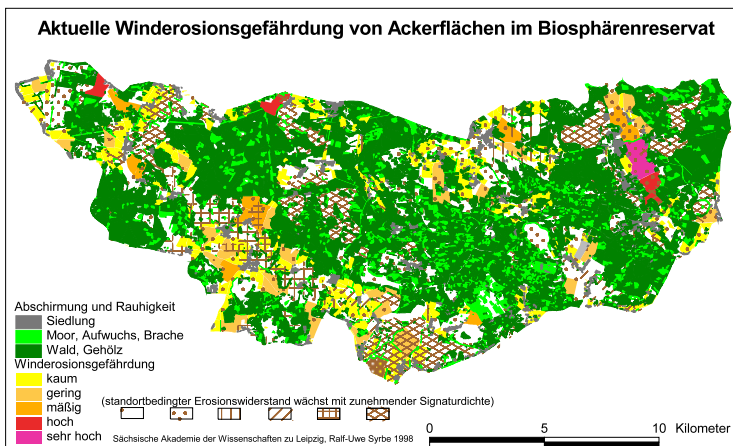 Aktuelle Winderosionsgefährdung von Ackerflächen im Biosphärenreservat
Abschirmung und Rauhigkeit
Siedlung
Moor, Aufwuchs, Brache
Wald, Gehölz
Winderosionsgefährdung
kaum
gering
mäßig
hoch
sehr hoch
(standortbedingter Erosionswiderstand wächst mit zunehmender Signaturdichte)
Sächsische Akademie der Wissenschaften zu Leipzig, Ralf-Uwe Syrbe 1998
0 5 10 Kilometer